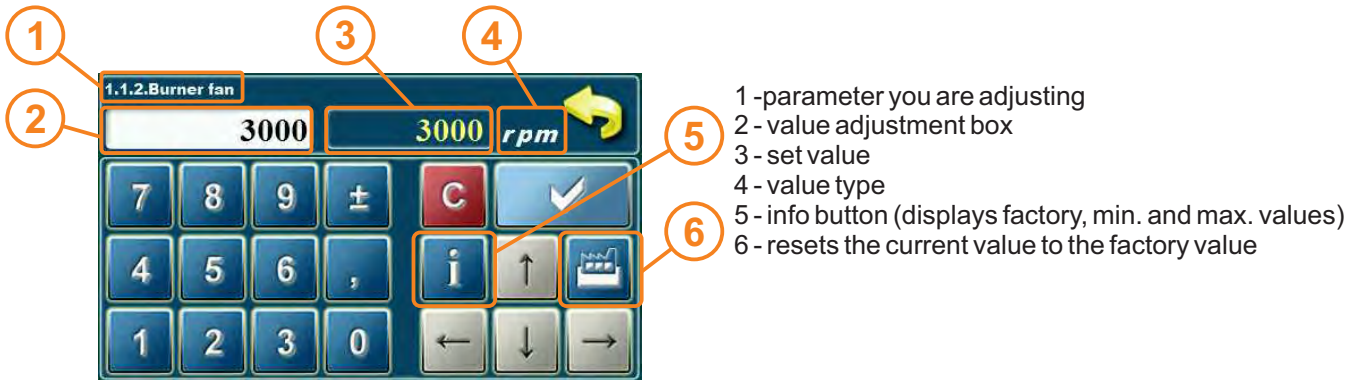 1
3
4
1.1.2.Burner fan
2
3000
3000
rpm
5
7
8
9
±
C
4
5
6
,
i
↑
6
1
2
3
0
←
↓
→
1 -parameter you are adjusting
2 - value adjustment box
3 - set value
4 - value type
5 - info button (displays factory, min. and max. values)
6 - resets the current value to the factory value